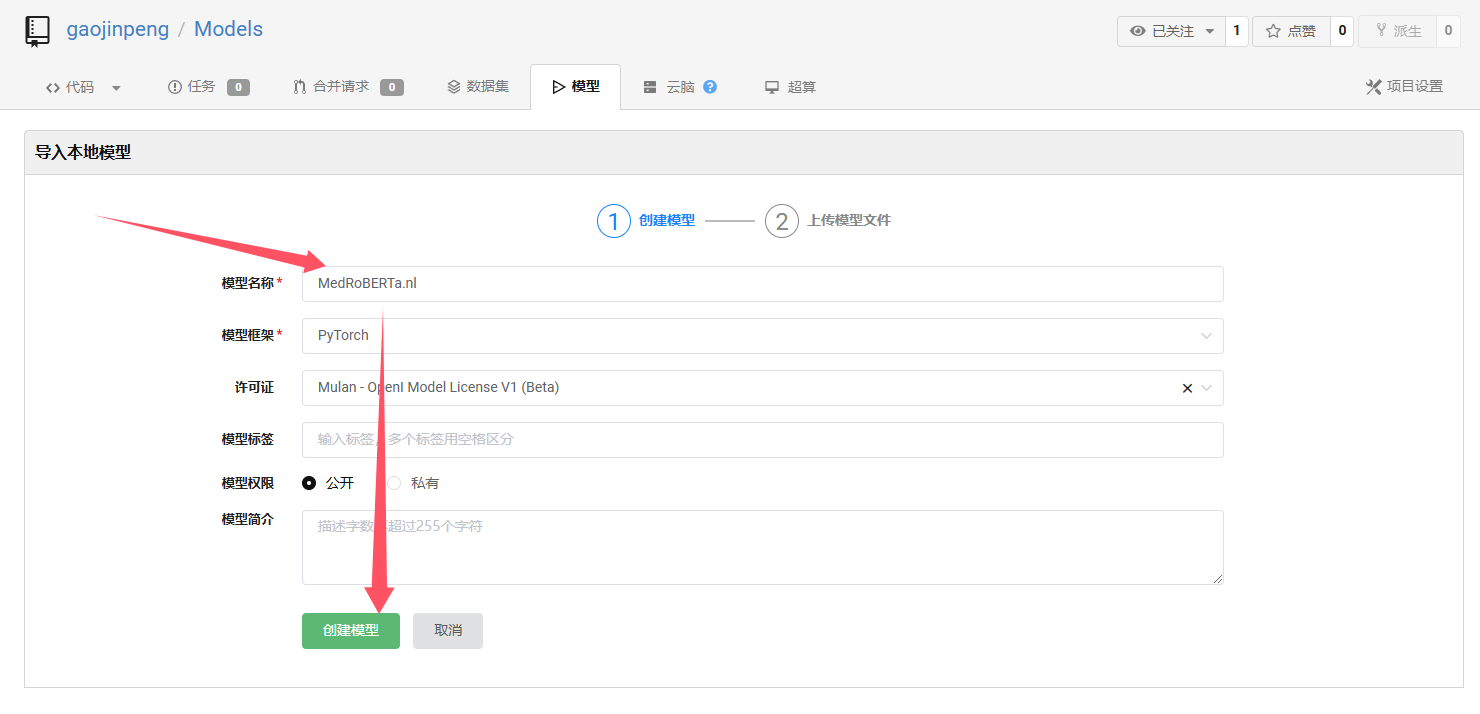 gaojinpeng / Models
已关注 1 点赞 0 派生 0
代码 任务 0 合并请求 0 数据集 模型 云脑 ? 超算 项目设置
导入本地模型
1 创建模型 2 上传模型文件
模型名称* MedRoBERTa.nl
模型框架* PyTorch
许可证 Mulan - OpenI Model License V1 (Beta)
模型标签 输入标签,多个标签用空格区分
模型权限 公开 私有
模型简介 描述字数不超过255个字符
创建模型 取消